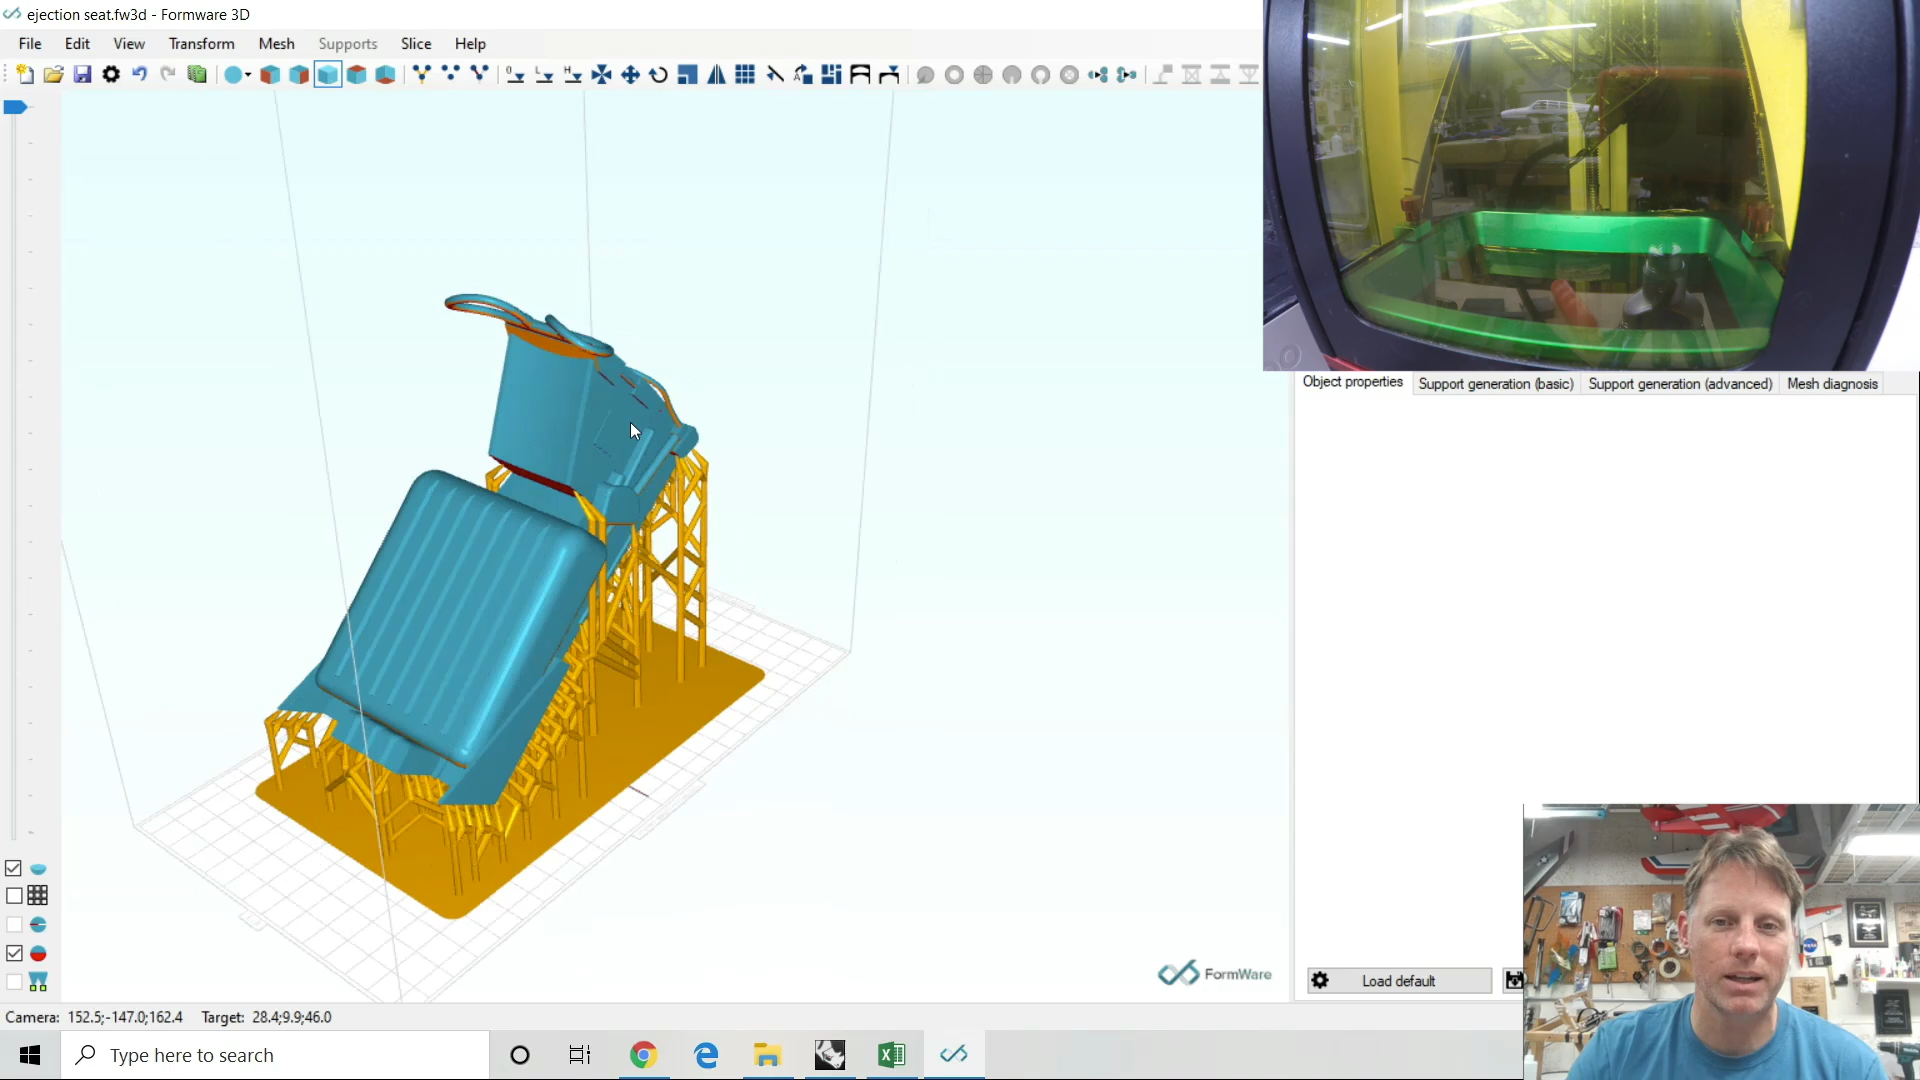 ejection seat.fw3d - Formware 3D
File Edit View Transform Mesh Supports Slice Help
Object properties Support generation (basic) Support generation (advanced) Mesh diagnosis
FormWare
Load default
Camera: 152.5;-147.0;162.4 Target: 28.4;9.9;46.0
Type here to search